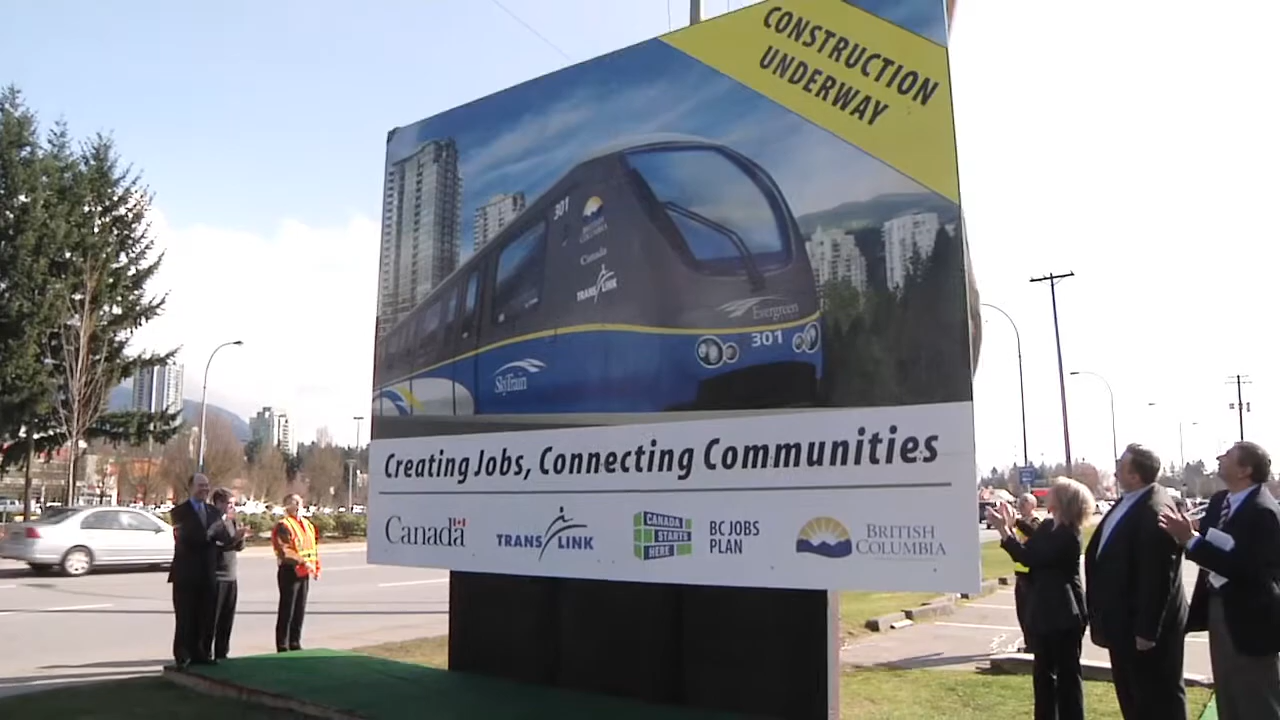 CONSTRUCTION
UNDERWAY
301
BRITISH
COLUMBIA
Canada
TRANSLINK
Evergreen
301
SkyTrain
Creating Jobs, Connecting Communities
Canada
TRANSLINK
CANADA
STARTS
HERE
BC JOBS
PLAN
BRITISH
COLUMBIA